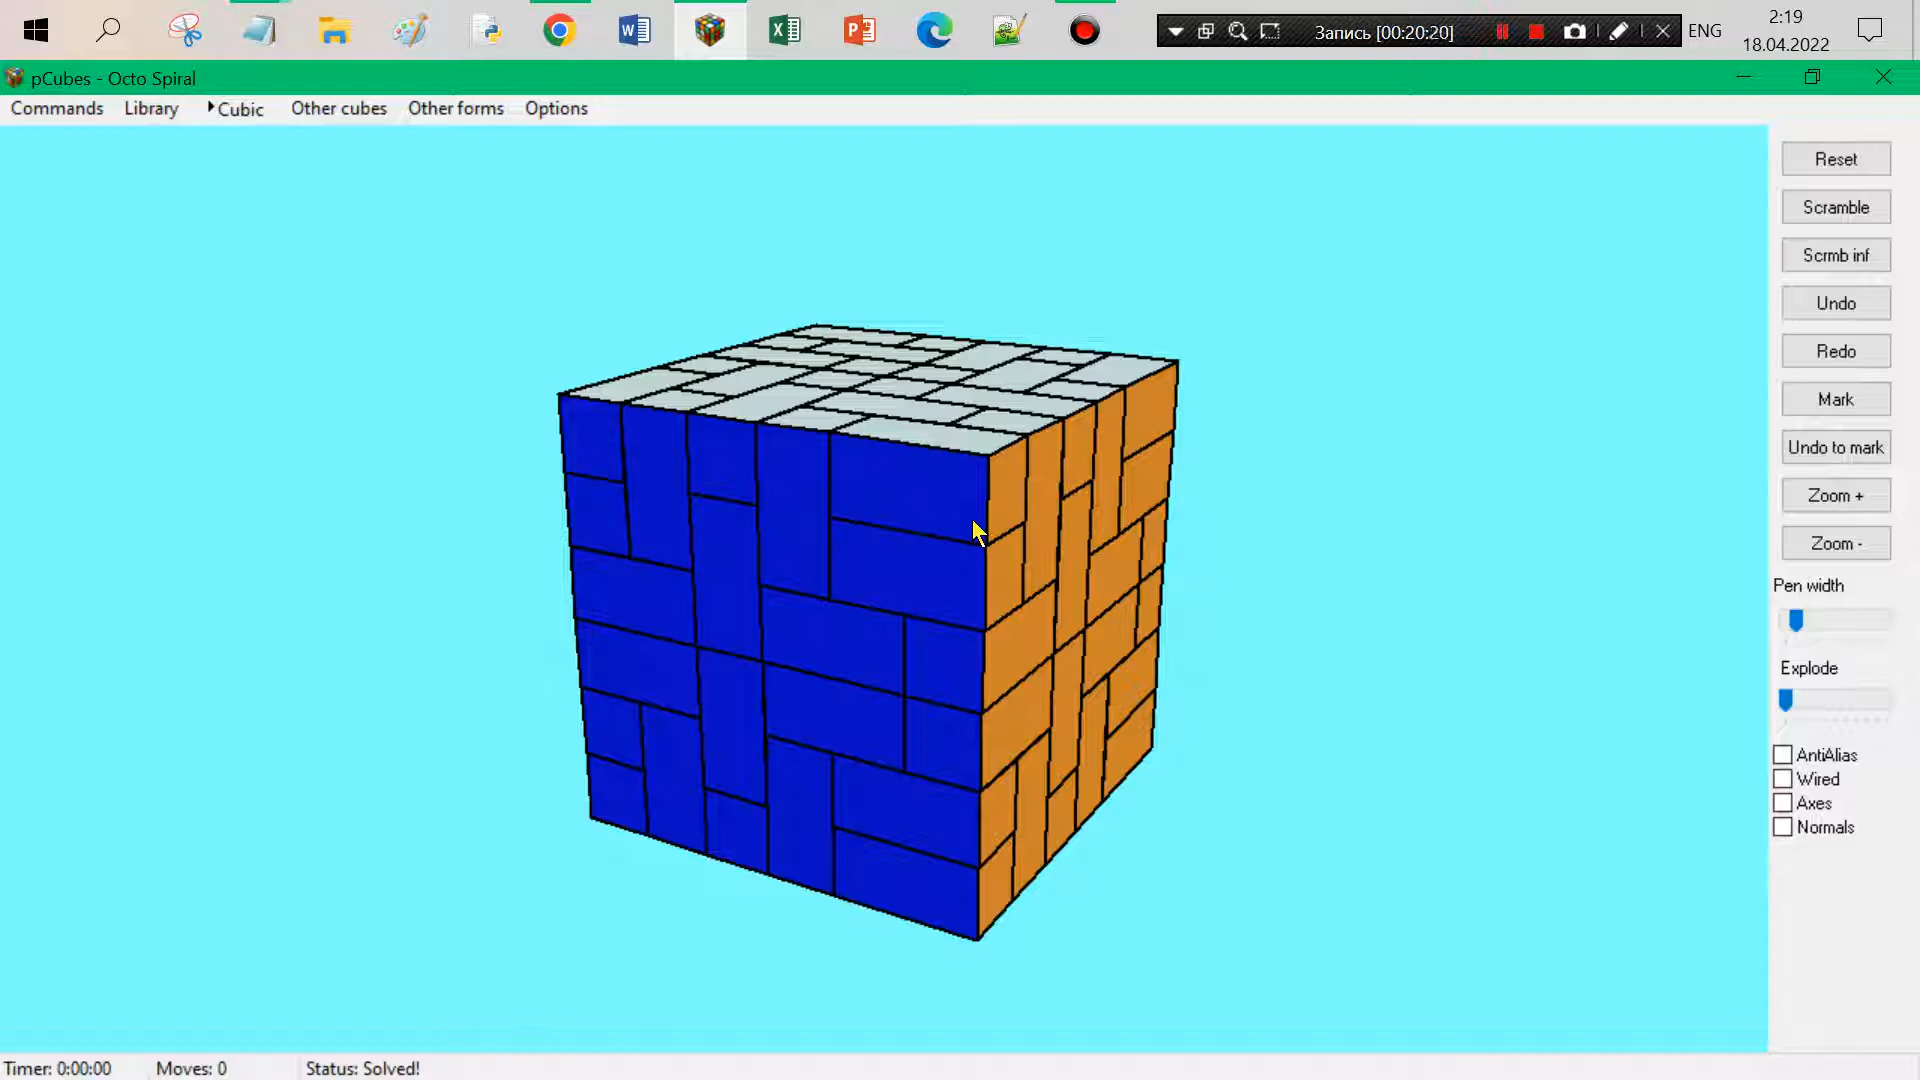 Запись [00:20:20]
ENG
2:19
18.04.2022
pCubes - Octo Spiral
Commands Library Cubic Other cubes Other forms Options
Reset
Scramble
Scrmb inf
Undo
Redo
Mark
Undo to mark
Zoom +
Zoom -
Pen width
Explode
AntiAlias
Wired
Axes
Normals
Timer: 0:00:00 Moves: 0 Status: Solved!